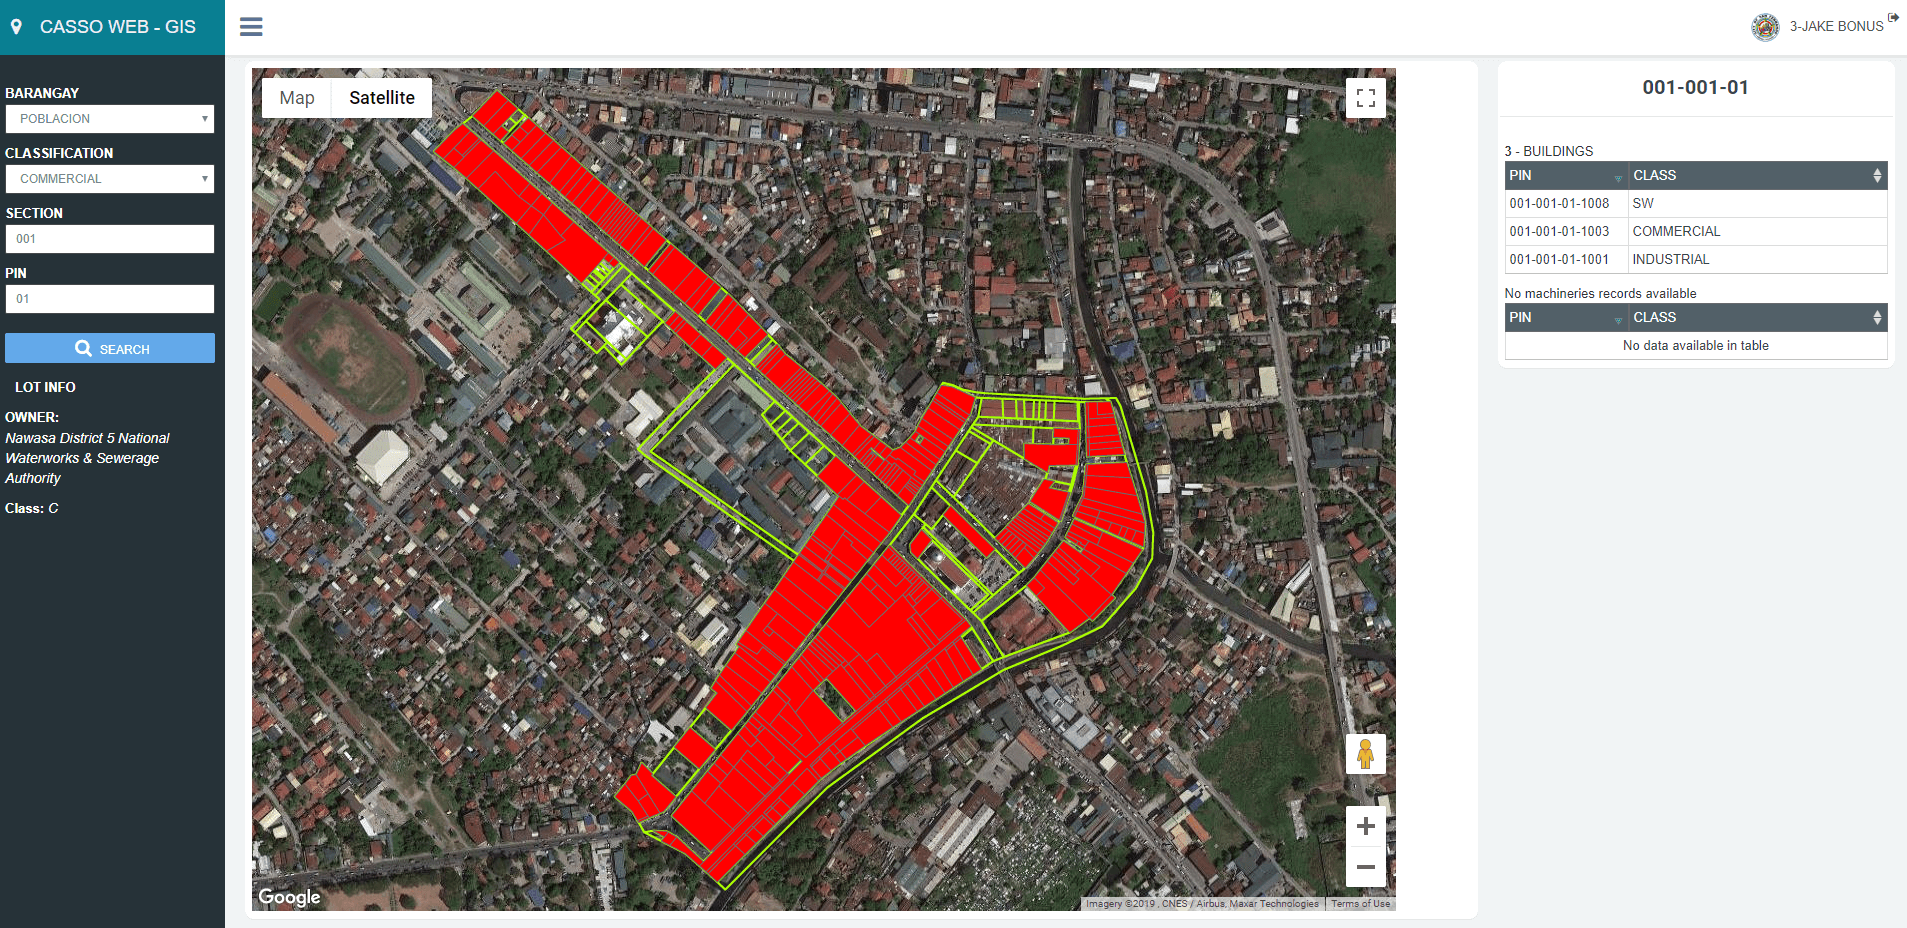 CASSO WEB - GIS
3-JAKE BONUS
BARANGAY
POBLACION
CLASSIFICATION
COMMERCIAL
SECTION
001
PIN
01
SEARCH
LOT INFO
OWNER:
Nawasa District 5 National
Waterworks & Sewerage
Authority
Class: C
Map Satellite
Google
Imagery ©2019 , CNES / Airbus, Maxar Technologies Terms of Use
001-001-01
3 - BUILDINGS
PIN CLASS
001-001-01-1008 SW
001-001-01-1003 COMMERCIAL
001-001-01-1001 INDUSTRIAL
No machineries records available
PIN CLASS
No data available in table